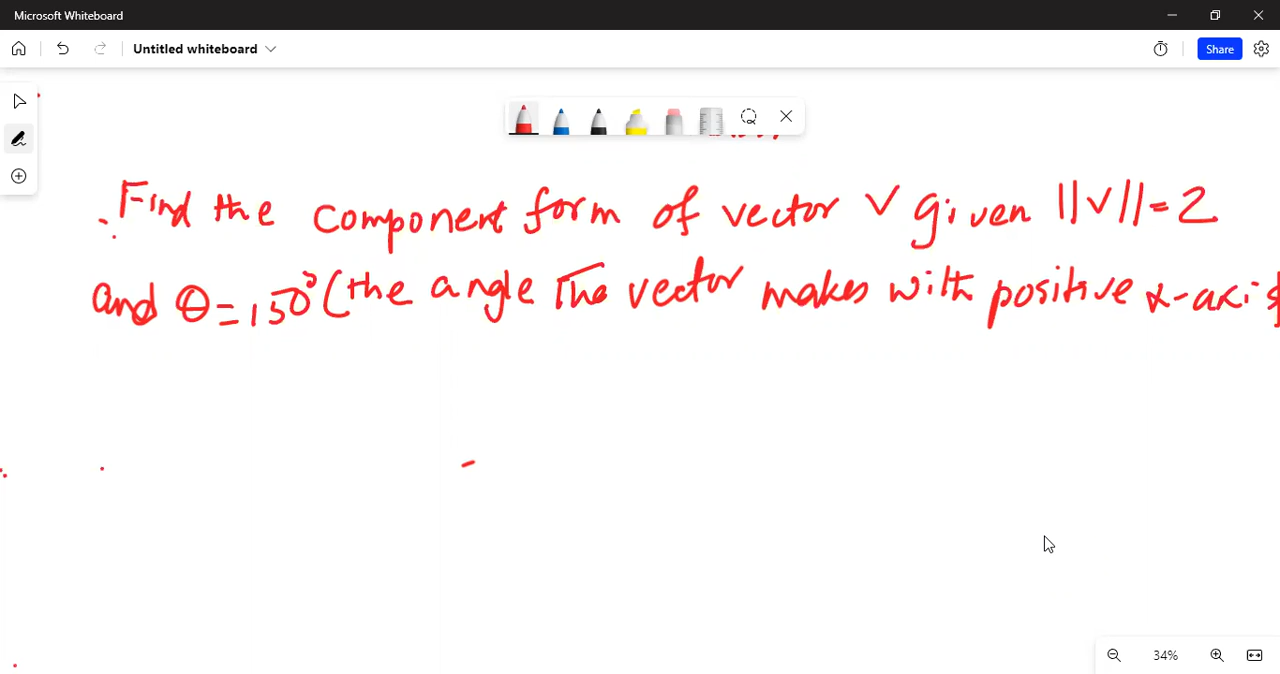 Microsoft Whiteboard
Untitled whiteboard
Share
Find the component form of vector v given ||v|| = 2
and θ = 150° (the angle The vector makes with positive x-axis
34%